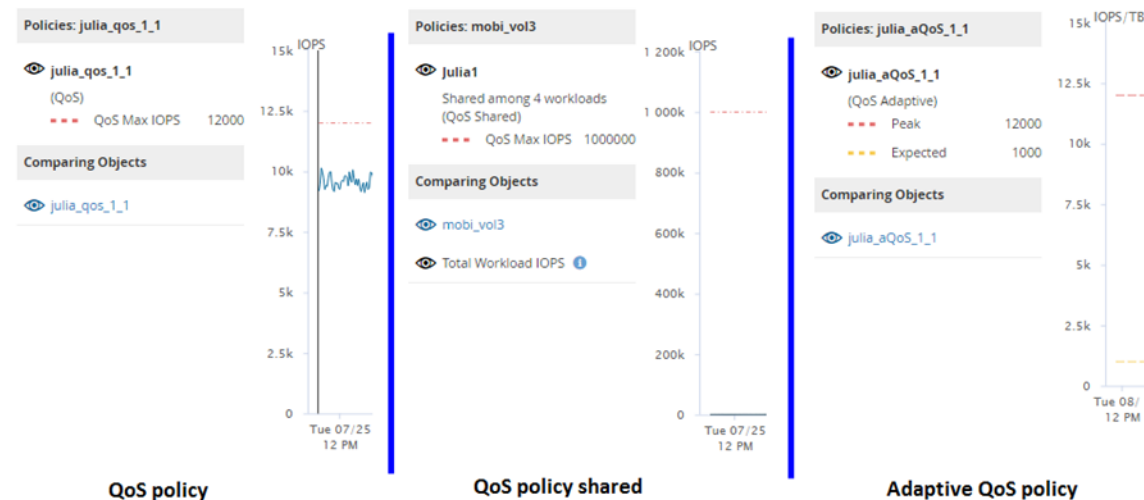 Policies: julia_qos_1_1
julia_qos_1_1
(QoS)
QoS Max IOPS 12000
Comparing Objects
julia_qos_1_1
IOPS
15k
12.5k
10k
7.5k
5k
2.5k
0
Tue 07/25
12 PM
QoS policy
Policies: mobi_vol3
Julia1
Shared among 4 workloads
(QoS Shared)
QoS Max IOPS 1000000
Comparing Objects
mobi_vol3
Total Workload IOPS i
IOPS
1 200k
1 000k
800k
600k
400k
200k
0
Tue 07/25
12 PM
QoS policy shared
Policies: julia_aQoS_1_1
julia_aQoS_1_1
(QoS Adaptive)
Peak 12000
Expected 1000
Comparing Objects
julia_aQoS_1_1
IOPS/TB
15k
12.5k
10k
7.5k
5k
2.5k
0
Tue 08/
12 PM
Adaptive QoS policy